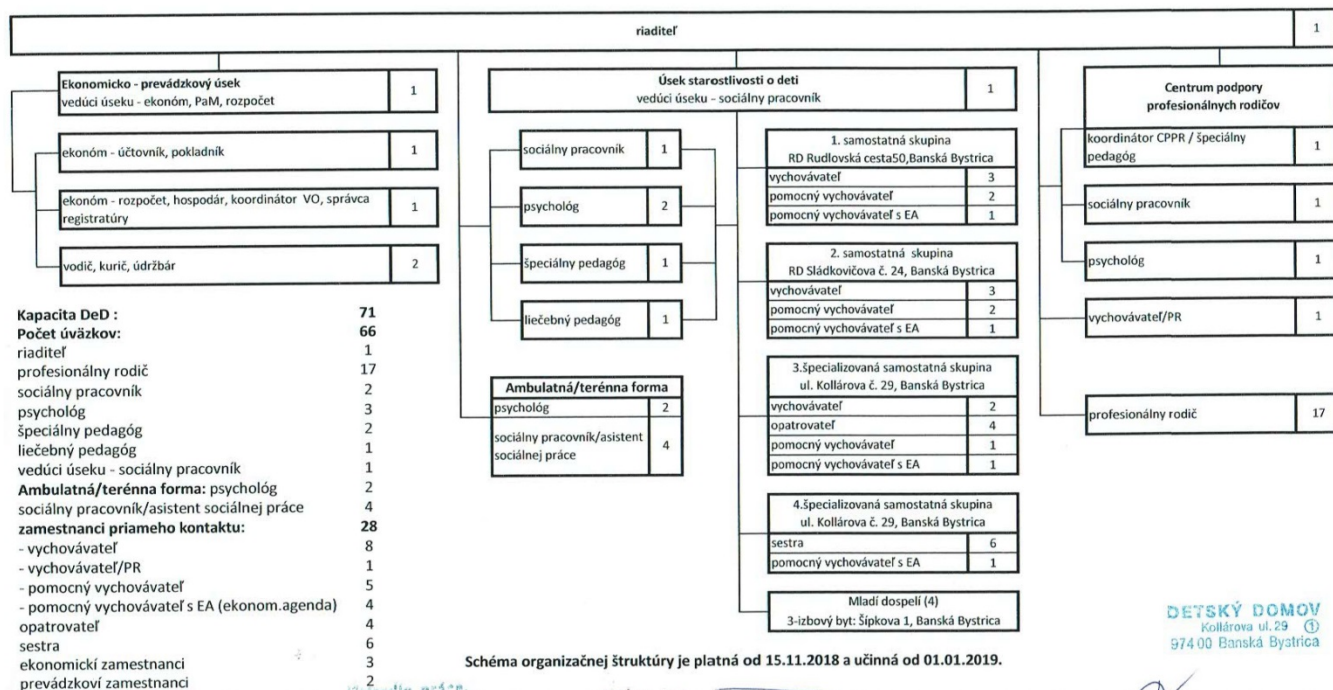 riaditeľ 1
Ekonomicko - prevádzkový úsek
vedúci úseku - ekonóm, PaM, rozpočet 1
ekonóm - účtovník, pokladník 1
ekonóm - rozpočet, hospodár, koordinátor VO, správca
registratúry 1
vodič, kurič, údržbár 2
Úsek starostlivosti o deti
vedúci úseku - sociálny pracovník 1
sociálny pracovník 1
psychológ 2
špeciálny pedagóg 1
liečebný pedagóg 1
Ambulatná/terénna forma
psychológ 2
sociálny pracovník/asistent
sociálnej práce 4
1. samostatná skupina
RD Rudlovská cesta50,Banská Bystrica
vychovávateľ 3
pomocný vychovávateľ 2
pomocný vychovávateľ s EA 1
2. samostatná skupina
RD Sládkovičova č. 24, Banská Bystrica
vychovávateľ 3
pomocný vychovávateľ 2
pomocný vychovávateľ s EA 1
3.špecializovaná samostatná skupina
ul. Kollárova č. 29, Banská Bystrica
vychovávateľ 2
opatrovateľ 4
pomocný vychovávateľ 1
pomocný vychovávateľ s EA 1
4.špecializovaná samostatná skupina
ul. Kollárova č. 29, Banská Bystrica
sestra 6
pomocný vychovávateľ s EA 1
Mladí dospelí (4)
3-izbový byt: Šípkova 1, Banská Bystrica
Centrum podpory
profesionálnych rodičov
koordinátor CPPR / špeciálny
pedagóg 1
sociálny pracovník 1
psychológ 1
vychovávateľ/PR 1
profesionálny rodič 17
Kapacita DeD : 71
Počet úväzkov: 66
riaditeľ 1
profesionálny rodič 17
sociálny pracovník 2
psychológ 3
špeciálny pedagóg 2
liečebný pedagóg 1
vedúci úseku - sociálny pracovník 1
Ambulatná/terénna forma: psychológ 2
sociálny pracovník/asistent sociálnej práce 4
zamestnanci priameho kontaktu: 28
- vychovávateľ 8
- vychovávateľ/PR 1
- pomocný vychovávateľ 5
- pomocný vychovávateľ s EA (ekonom.agenda) 4
opatrovateľ 4
sestra 6
ekonomickí zamestnanci 3
prevádzkoví zamestnanci 2
Schéma organizačnej štruktúry je platná od 15.11.2018 a učinná od 01.01.2019.
DETSKÝ DOMOV
Kollárova ul. 29 ①
974 00 Banská Bystrica